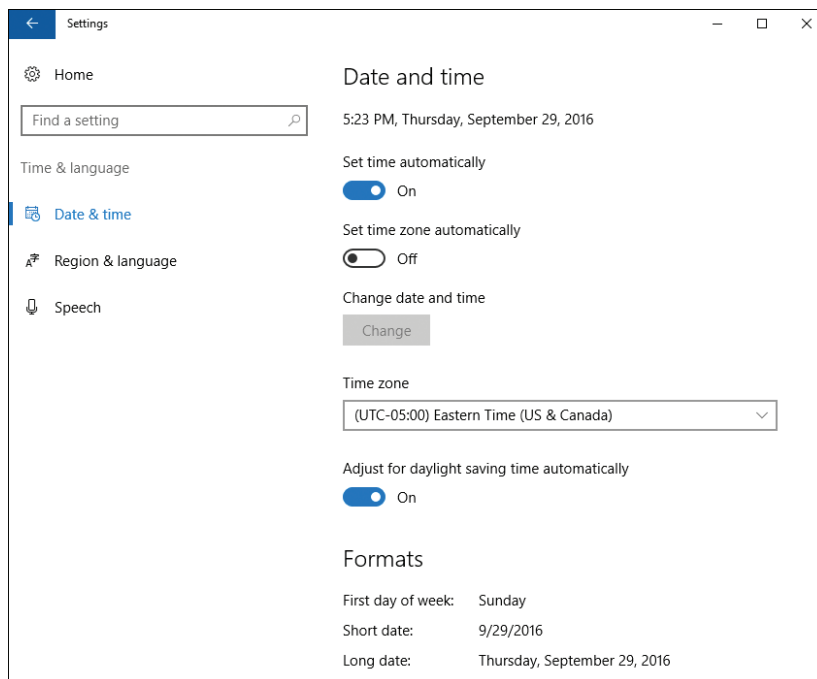 Settings
Home
Find a setting
Time & language
Date & time
Region & language
Speech
Date and time
5:23 PM, Thursday, September 29, 2016
Set time automatically
On
Set time zone automatically
Off
Change date and time
Change
Time zone
(UTC-05:00) Eastern Time (US & Canada)
Adjust for daylight saving time automatically
On
Formats
First day of week: Sunday
Short date: 9/29/2016
Long date: Thursday, September 29, 2016